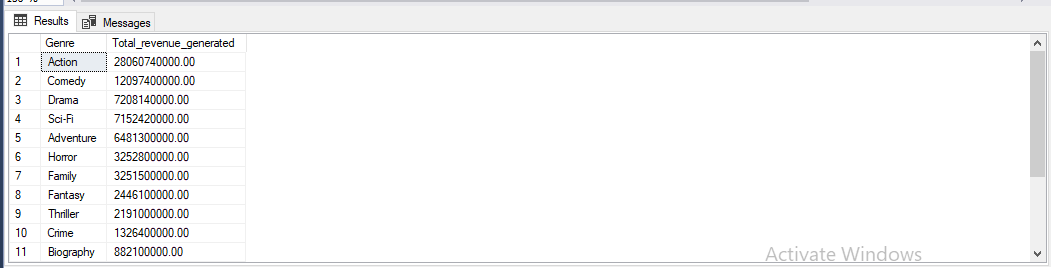 Results Messages
Genre Total_revenue_generated
1 Action 28060740000.00
2 Comedy 12097400000.00
3 Drama 7208140000.00
4 Sci-Fi 7152420000.00
5 Adventure 6481300000.00
6 Horror 3252800000.00
7 Family 3251500000.00
8 Fantasy 2446100000.00
9 Thriller 2191000000.00
10 Crime 1326400000.00
11 Biography 882100000.00
Activate Windows